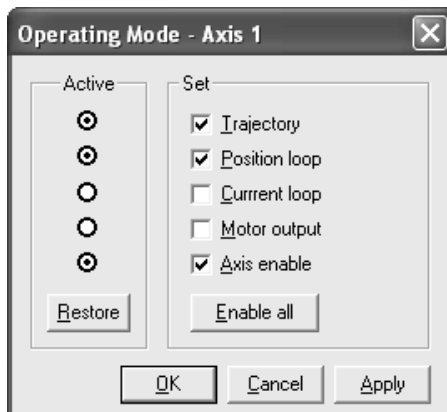 Operating Mode - Axis 1
Active
Set
Trajectory
Position loop
Currrent loop
Motor output
Axis enable
Restore
Enable all
OK
Cancel
Apply